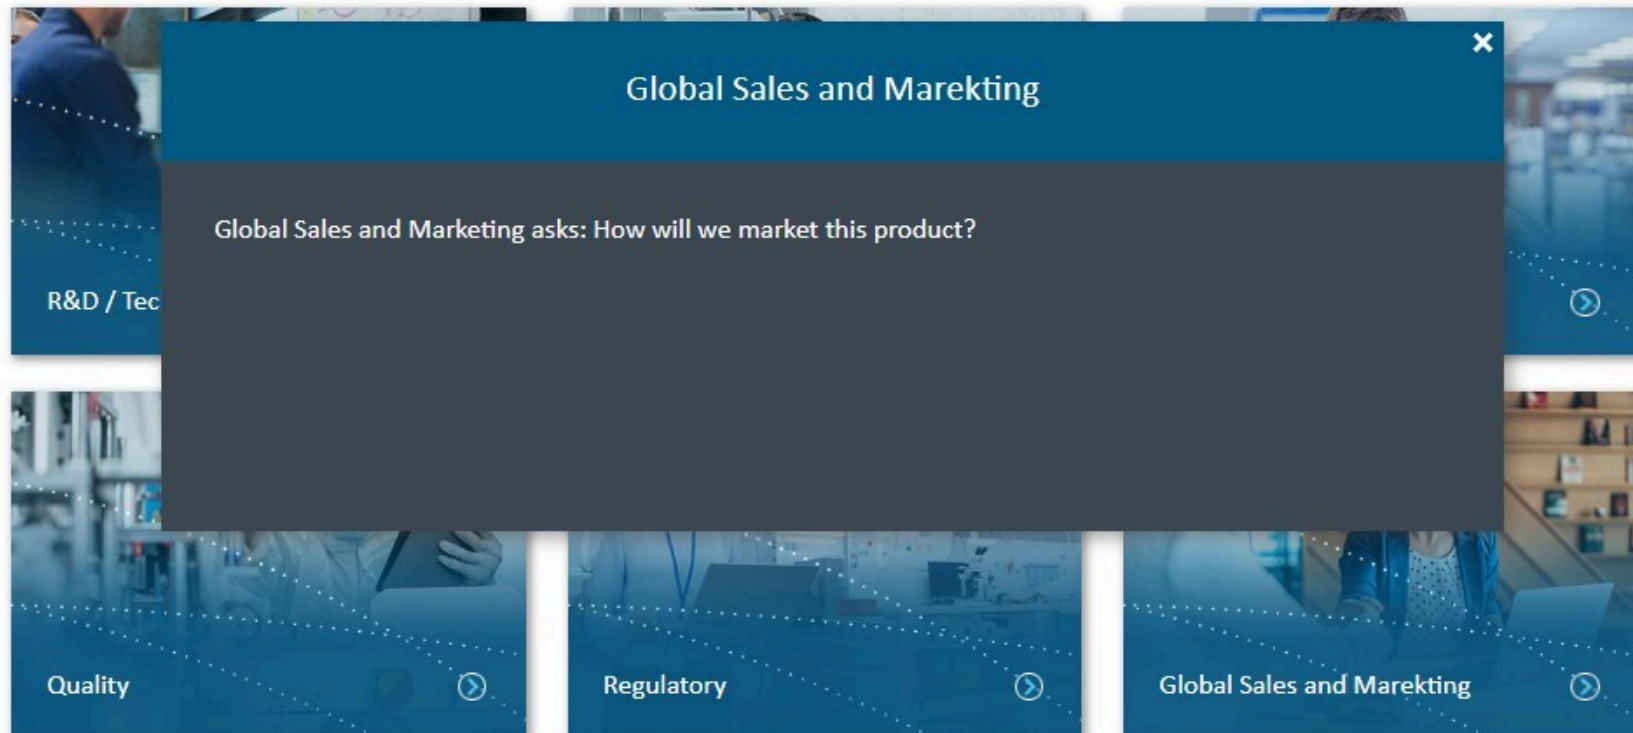 Global Sales and Marekting
Global Sales and Marketing asks: How will we market this product?
R&D / Tec
Quality
Regulatory
Global Sales and Marekting